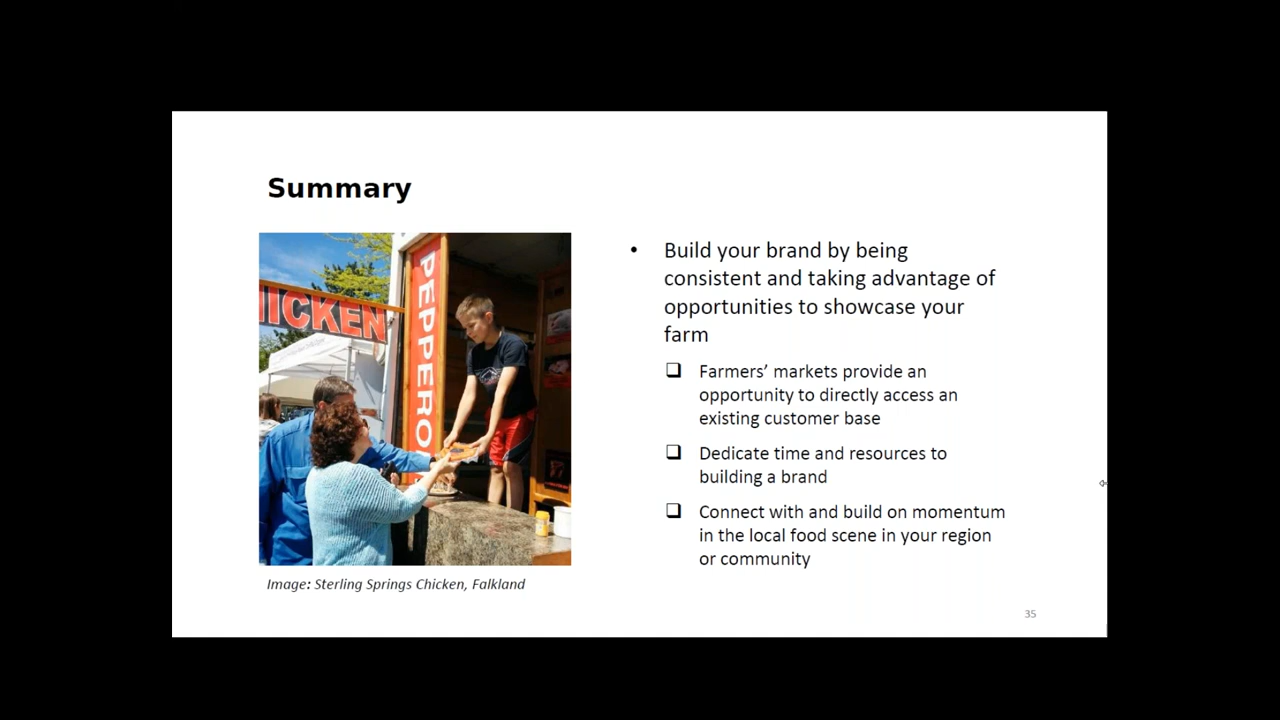 Summary
HICKEN
PEPPERO
• Build your brand by being
consistent and taking advantage of
opportunities to showcase your
farm
❑ Farmers’ markets provide an
opportunity to directly access an
existing customer base
❑ Dedicate time and resources to
building a brand
❑ Connect with and build on momentum
in the local food scene in your region
or community
Image: Sterling Springs Chicken, Falkland
35